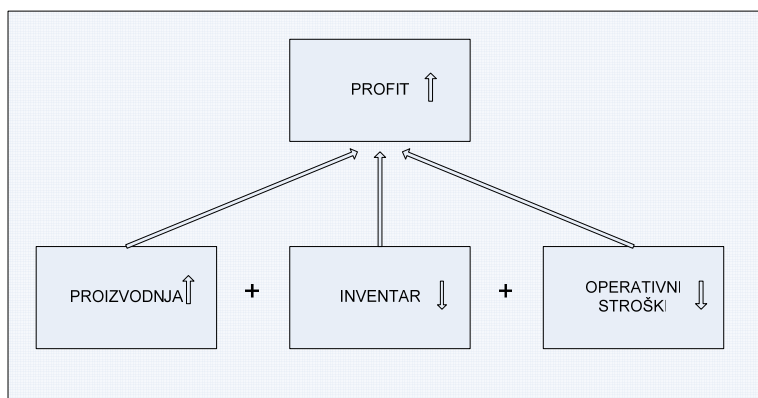 PROFIT
PROIZVODNJA
+
INVENTAR
+
OPERATIVNI
STROŠKI